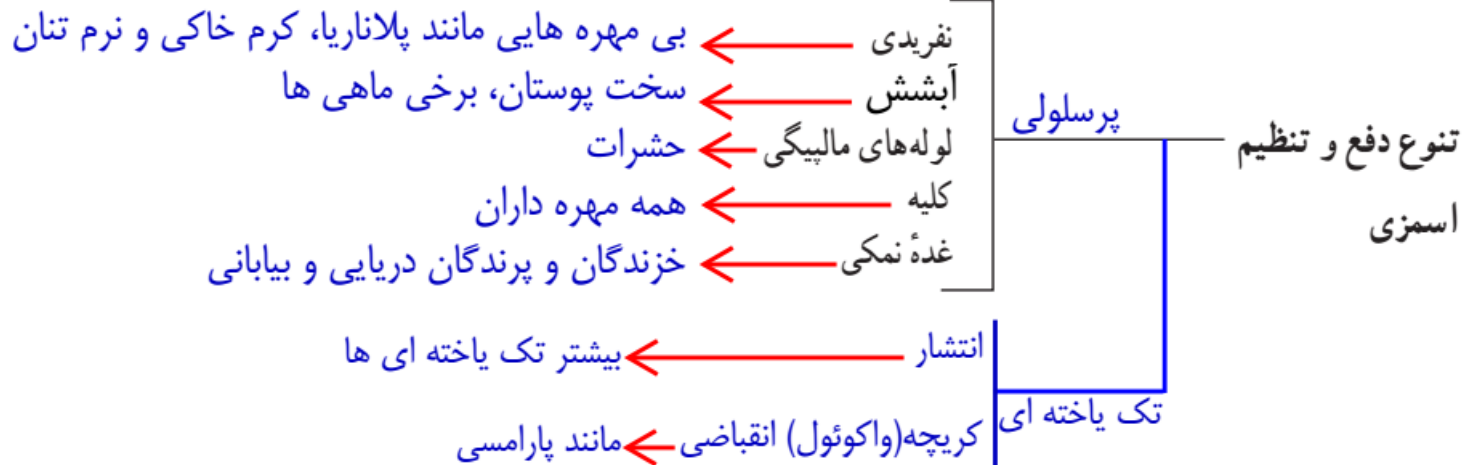 تنوع دفع و تنظیم
اسمزی
پرسلولی
نفریدی
بی مهره هایی مانند پلاناریا، کرم خاکی و نرم تنان
آبشش
سخت پوستان، برخی ماهی ها
لوله‌های مالپیگی
حشرات
کلیه
همه مهره داران
غدهٔ نمکی
خزندگان و پرندگان دریایی و بیابانی
تک یاخته ای
انتشار
بیشتر تک یاخته ای ها
کریچه(واکوئول) انقباضی
مانند پارامسی